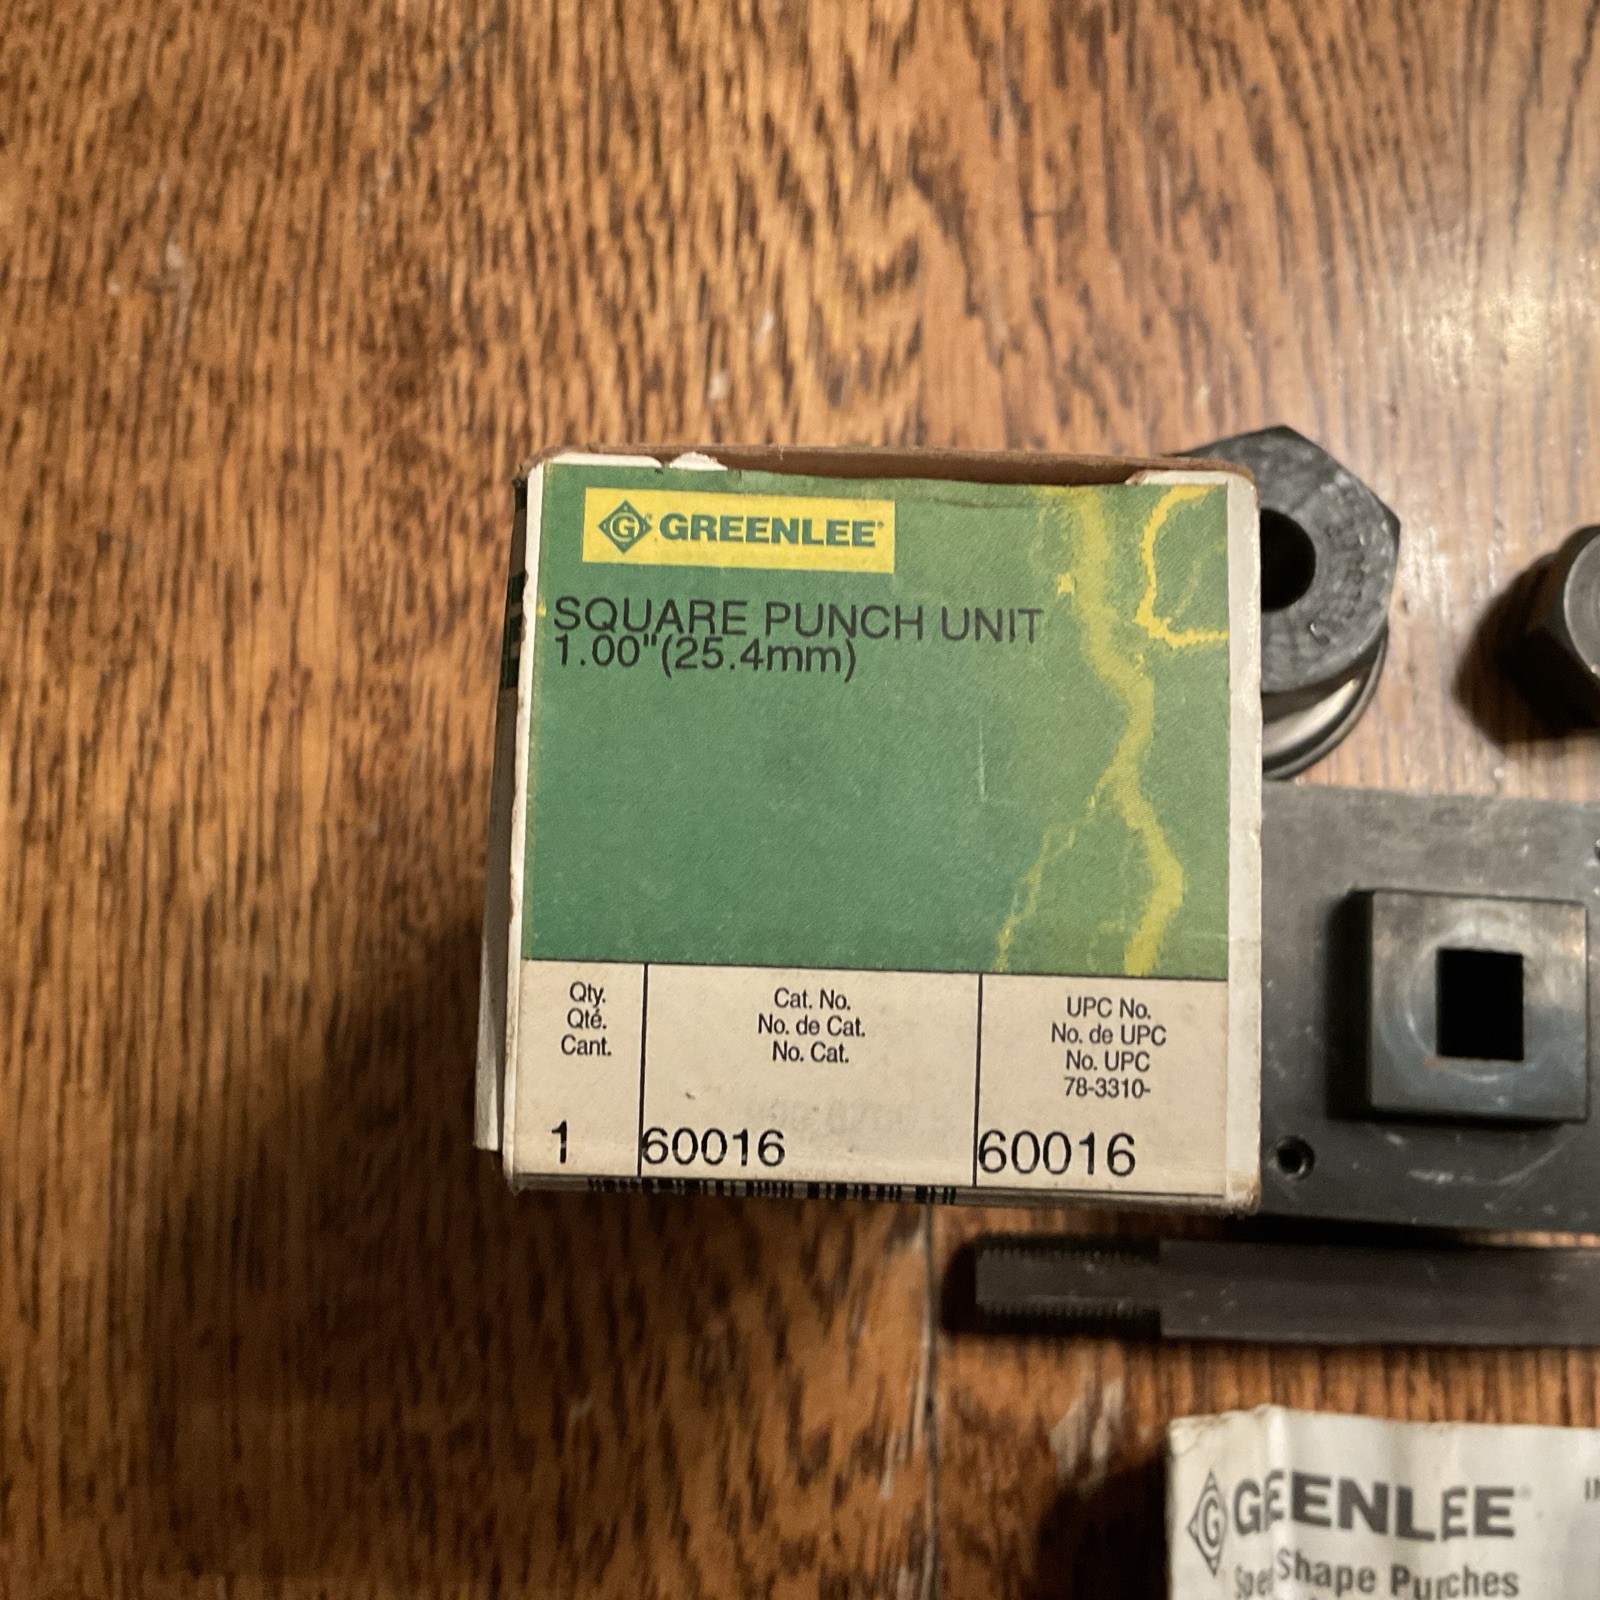 G GREENLEE
SQUARE PUNCH UNIT
1.00"(25.4mm)
Qty.
Qté.
Cant.
1
Cat. No.
No. de Cat.
No. Cat.
60016
UPC No.
No. de UPC
No. UPC
78-3310-
60016
G GREENLEE
Shape Punches